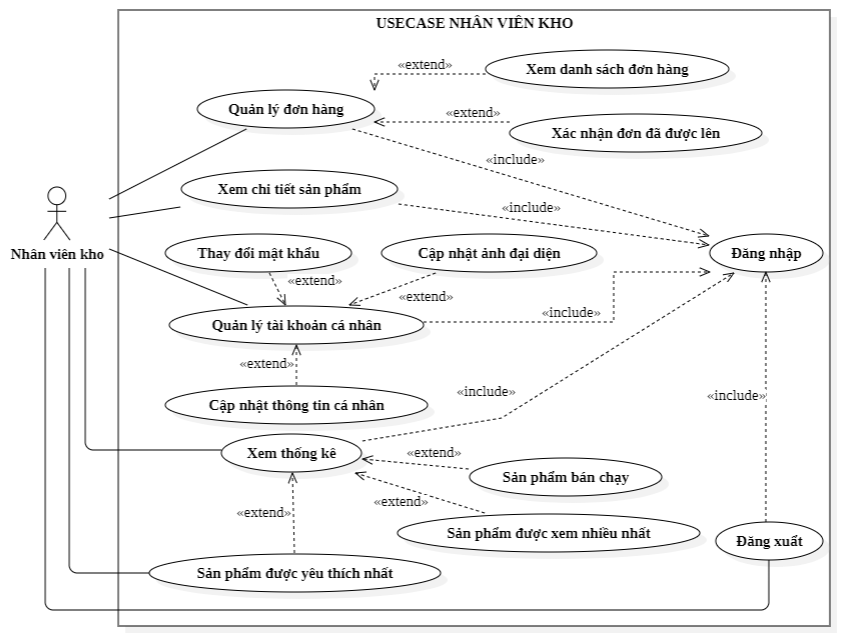 USECASE NHÂN VIÊN KHO
«extend»
Xem danh sách đơn hàng
Quản lý đơn hàng
«extend»
Xác nhận đơn đã được lên
«include»
Xem chi tiết sản phẩm
«include»
Nhân viên kho
Thay đổi mật khẩu
Cập nhật ảnh đại diện
Đăng nhập
«extend»
«extend»
«include»
Quản lý tài khoản cá nhân
«extend»
«include»
«include»
Cập nhật thông tin cá nhân
Xem thống kê
«extend»
Sản phẩm bán chạy
«extend»
«extend»
Sản phẩm được xem nhiều nhất
Đăng xuất
Sản phẩm được yêu thích nhất